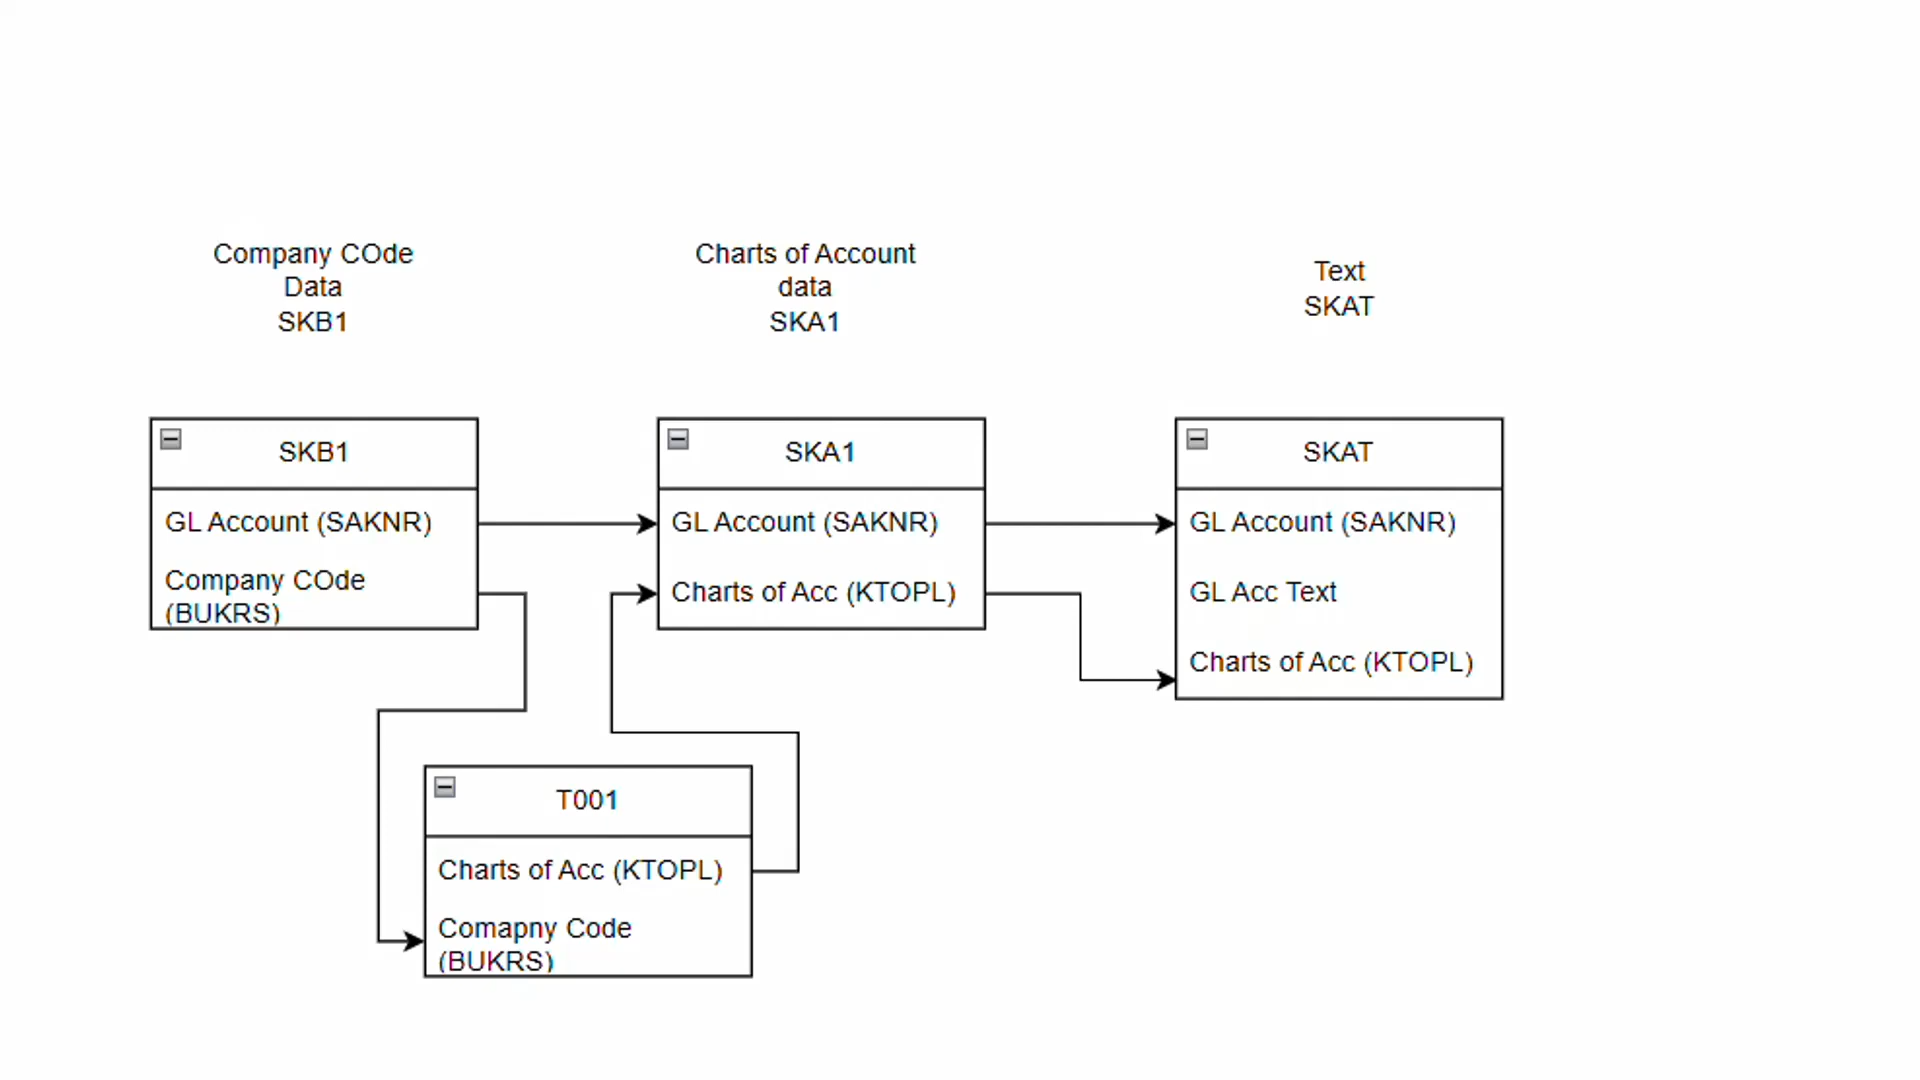 Company COde
Data
SKB1
Charts of Account
data
SKA1
Text
SKAT
SKB1
GL Account (SAKNR)
Company COde
(BUKRS)
SKA1
GL Account (SAKNR)
Charts of Acc (KTOPL)
SKAT
GL Account (SAKNR)
GL Acc Text
Charts of Acc (KTOPL)
T001
Charts of Acc (KTOPL)
Comapny Code
(BUKRS)